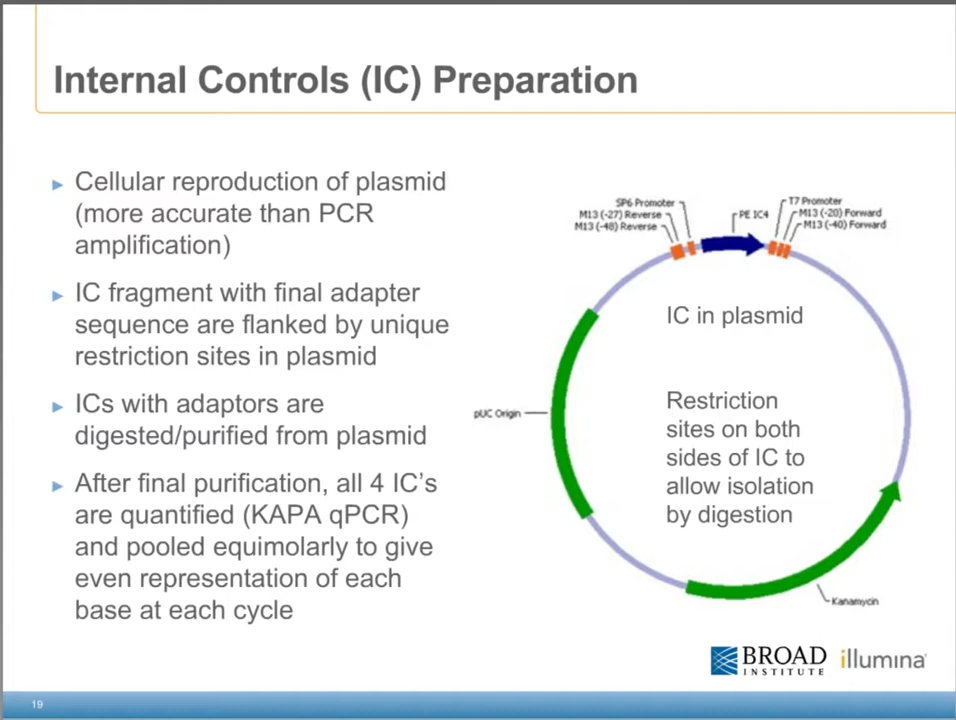 Internal Controls (IC) Preparation
► Cellular reproduction of plasmid
(more accurate than PCR
amplification)
► IC fragment with final adapter
sequence are flanked by unique
restriction sites in plasmid
► ICs with adaptors are
digested/purified from plasmid
► After final purification, all 4 IC’s
are quantified (KAPA qPCR)
and pooled equimolarly to give
even representation of each
base at each cycle
SP6 Promoter
M13 (-27) Reverse
M13 (-48) Reverse
PE IC4
T7 Promoter
M13 (-20) Forward
M13 (-40) Forward
IC in plasmid
pUC Origin
Restriction
sites on both
sides of IC to
allow isolation
by digestion
Kanamycin
BROAD
INSTITUTE
illumina
19